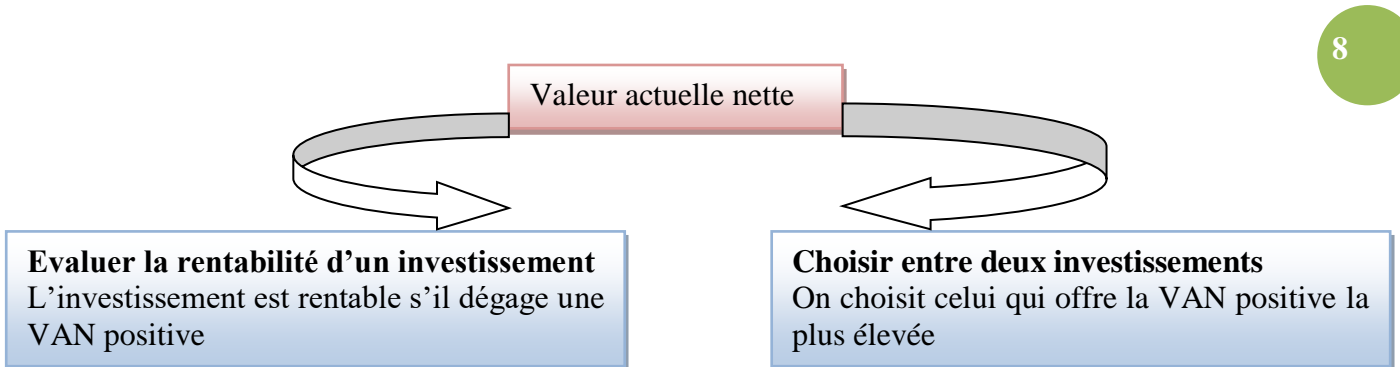 8
Valeur actuelle nette
Evaluer la rentabilité d’un investissement
L’investissement est rentable s’il dégage une
VAN positive
Choisir entre deux investissements
On choisit celui qui offre la VAN positive la
plus élevée